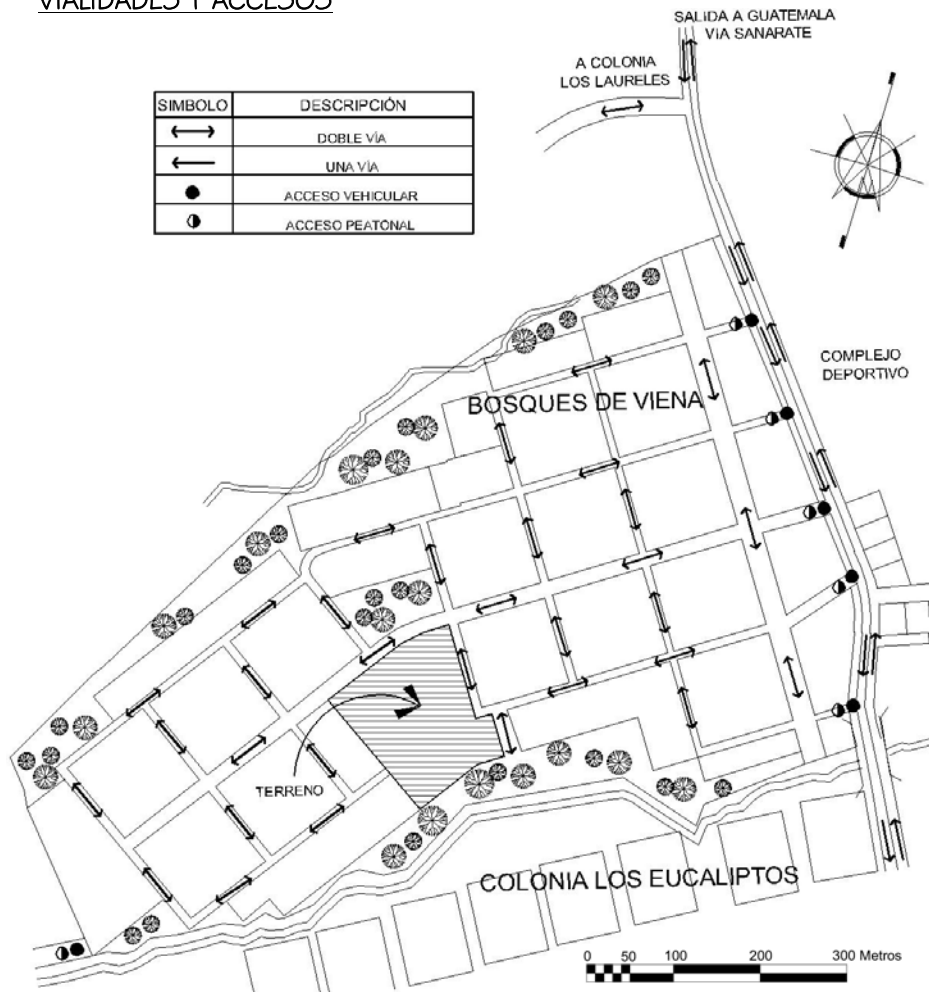 VIALIDADES Y ACCESOS
SALIDA A GUATEMALA
VÍA SANARATE
A COLONIA
LOS LAURELES
SIMBOLO DESCRIPCIÓN
DOBLE VÍA
UNA VÍA
ACCESO VEHICULAR
ACCESO PEATONAL
COMPLEJO
DEPORTIVO
BOSQUES DE VIENA
TERRENO
COLONIA LOS EUCALIPTOS
0 50 100 200 300 Metros